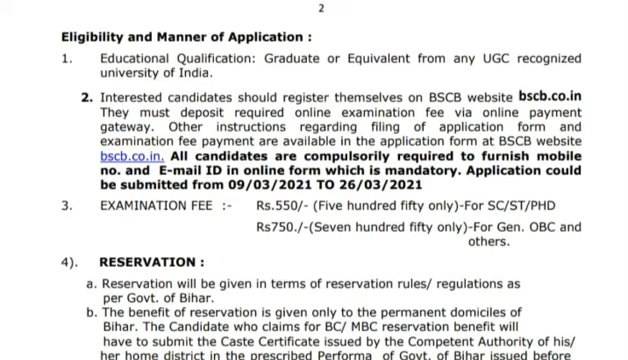 2
Eligibility and Manner of Application :
1. Educational Qualification: Graduate or Equivalent from any UGC recognized
university of India.
2. Interested candidates should register themselves on BSCB website bscb.co.in
They must deposit required online examination fee via online payment
gateway. Other instructions regarding filing of application form and
examination fee payment are available in the application form at BSCB website
bscb.co.in. All candidates are compulsorily required to furnish mobile
no. and E-mail ID in online form which is mandatory. Application could
be submitted from 09/03/2021 TO 26/03/2021
3. EXAMINATION FEE :- Rs.550/- (Five hundred fifty only)-For SC/ST/PHD
Rs750./-(Seven hundred fifty only)-For Gen. OBC and
others.
4). RESERVATION :
a. Reservation will be given in terms of reservation rules/ regulations as
per Govt. of Bihar.
b. The benefit of reservation is given only to the permanent domiciles of
Bihar. The Candidate who claims for BC/ MBC reservation benefit will
have to submit the Caste Certificate issued by the Competent Authority of his/
her home district in the prescribed Performa of Govt. of Bihar issued before